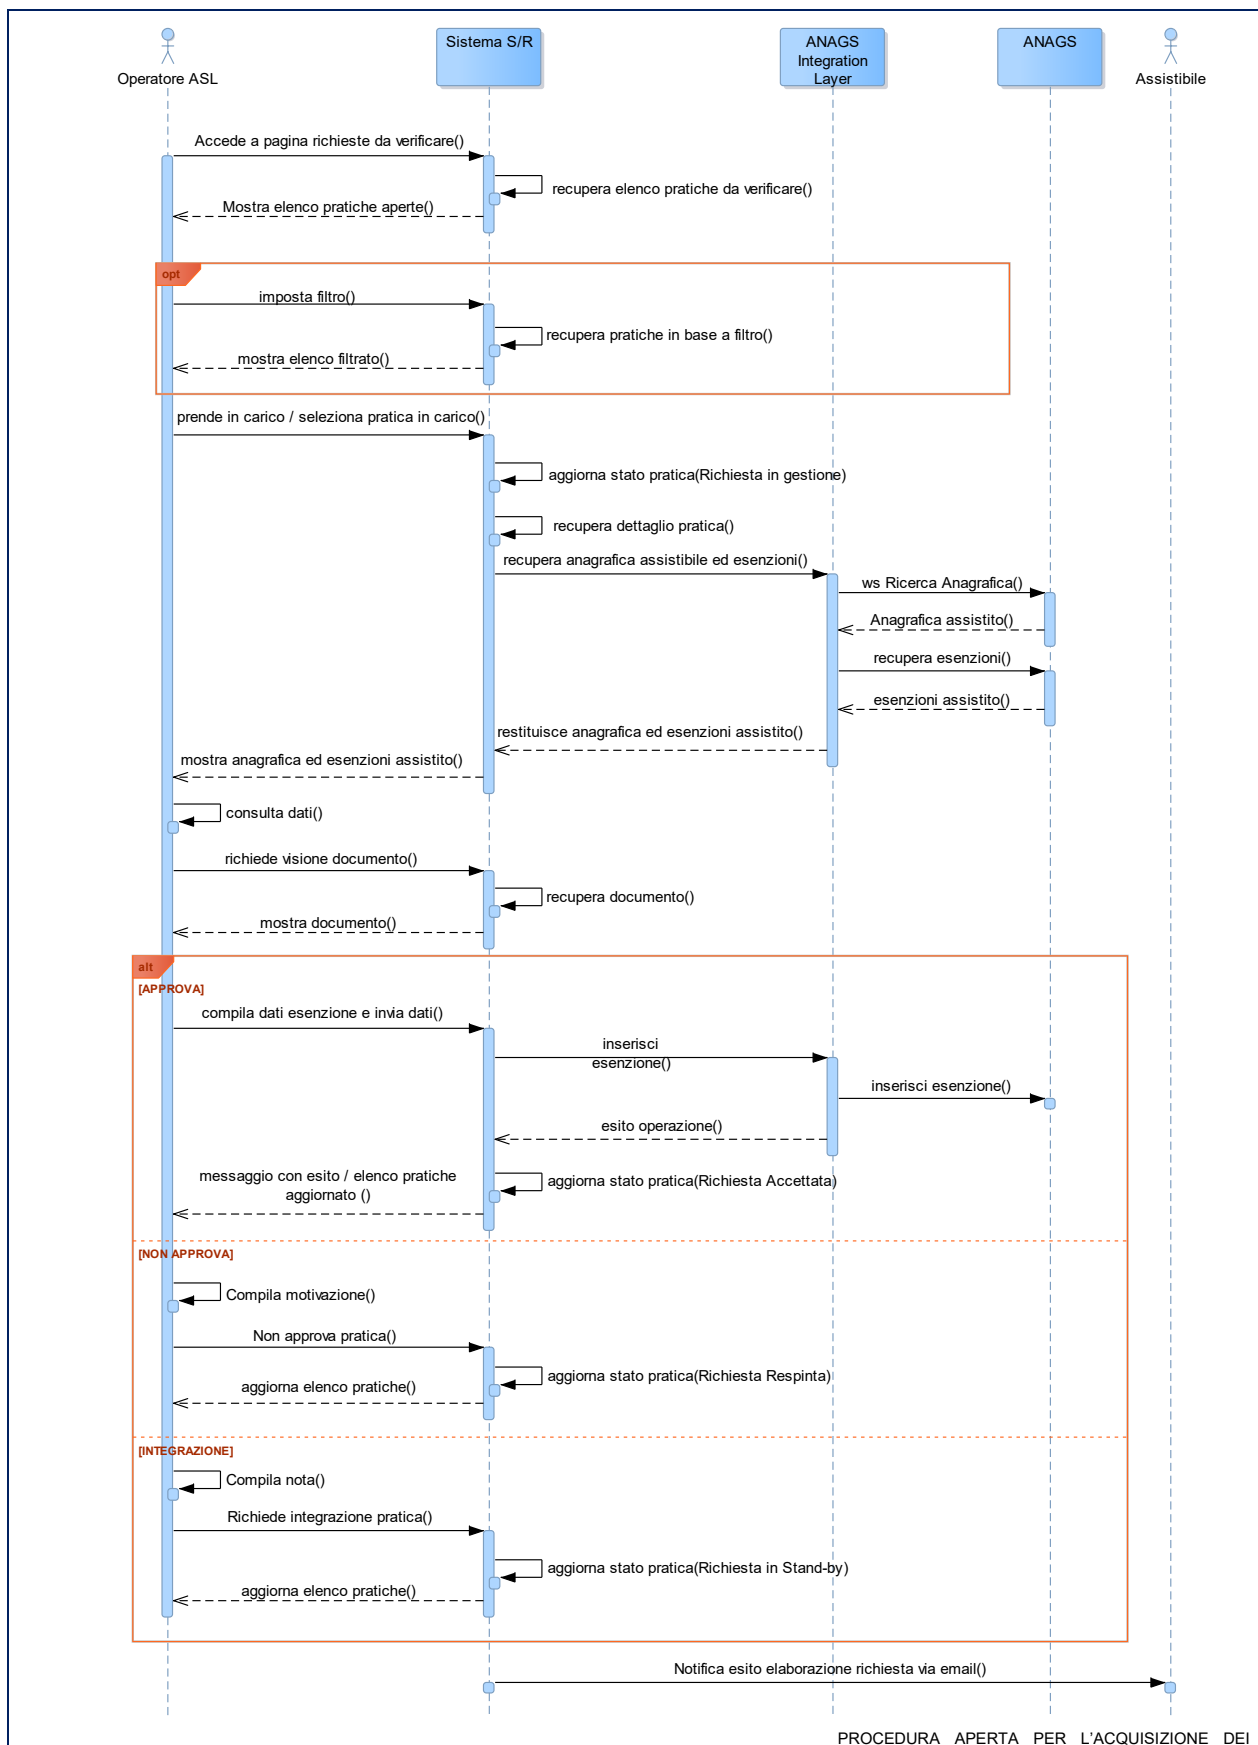 Operatore ASL
Sistema S/R
ANAGS
Integration
Layer
ANAGS
Assistibile
Accede a pagina richieste da verificare()
recupera elenco pratiche da verificare()
Mostra elenco pratiche aperte()
opt
imposta filtro()
recupera pratiche in base a filtro()
mostra elenco filtrato()
prende in carico / seleziona pratica in carico()
aggiorna stato pratica(Richiesta in gestione)
recupera dettaglio pratica()
recupera anagrafica assistibile ed esenzioni()
ws Ricerca Anagrafica()
Anagrafica assistito()
recupera esenzioni()
esenzioni assistito()
restituisce anagrafica ed esenzioni assistito()
mostra anagrafica ed esenzioni assistito()
consulta dati()
richiede visione documento()
recupera documento()
mostra documento()
alt
[APPROVA]
compila dati esenzione e invia dati()
inserisci
esenzione()
inserisci esenzione()
esito operazione()
messaggio con esito / elenco pratiche
aggiornato ()
aggiorna stato pratica(Richiesta Accettata)
[NON APPROVA]
Compila motivazione()
Non approva pratica()
aggiorna stato pratica(Richiesta Respinta)
aggiorna elenco pratiche()
[INTEGRAZIONE]
Compila nota()
Richiede integrazione pratica()
aggiorna stato pratica(Richiesta in Stand-by)
aggiorna elenco pratiche()
Notifica esito elaborazione richiesta via email()
PROCEDURA APERTA PER L'ACQUISIZIONE DEI